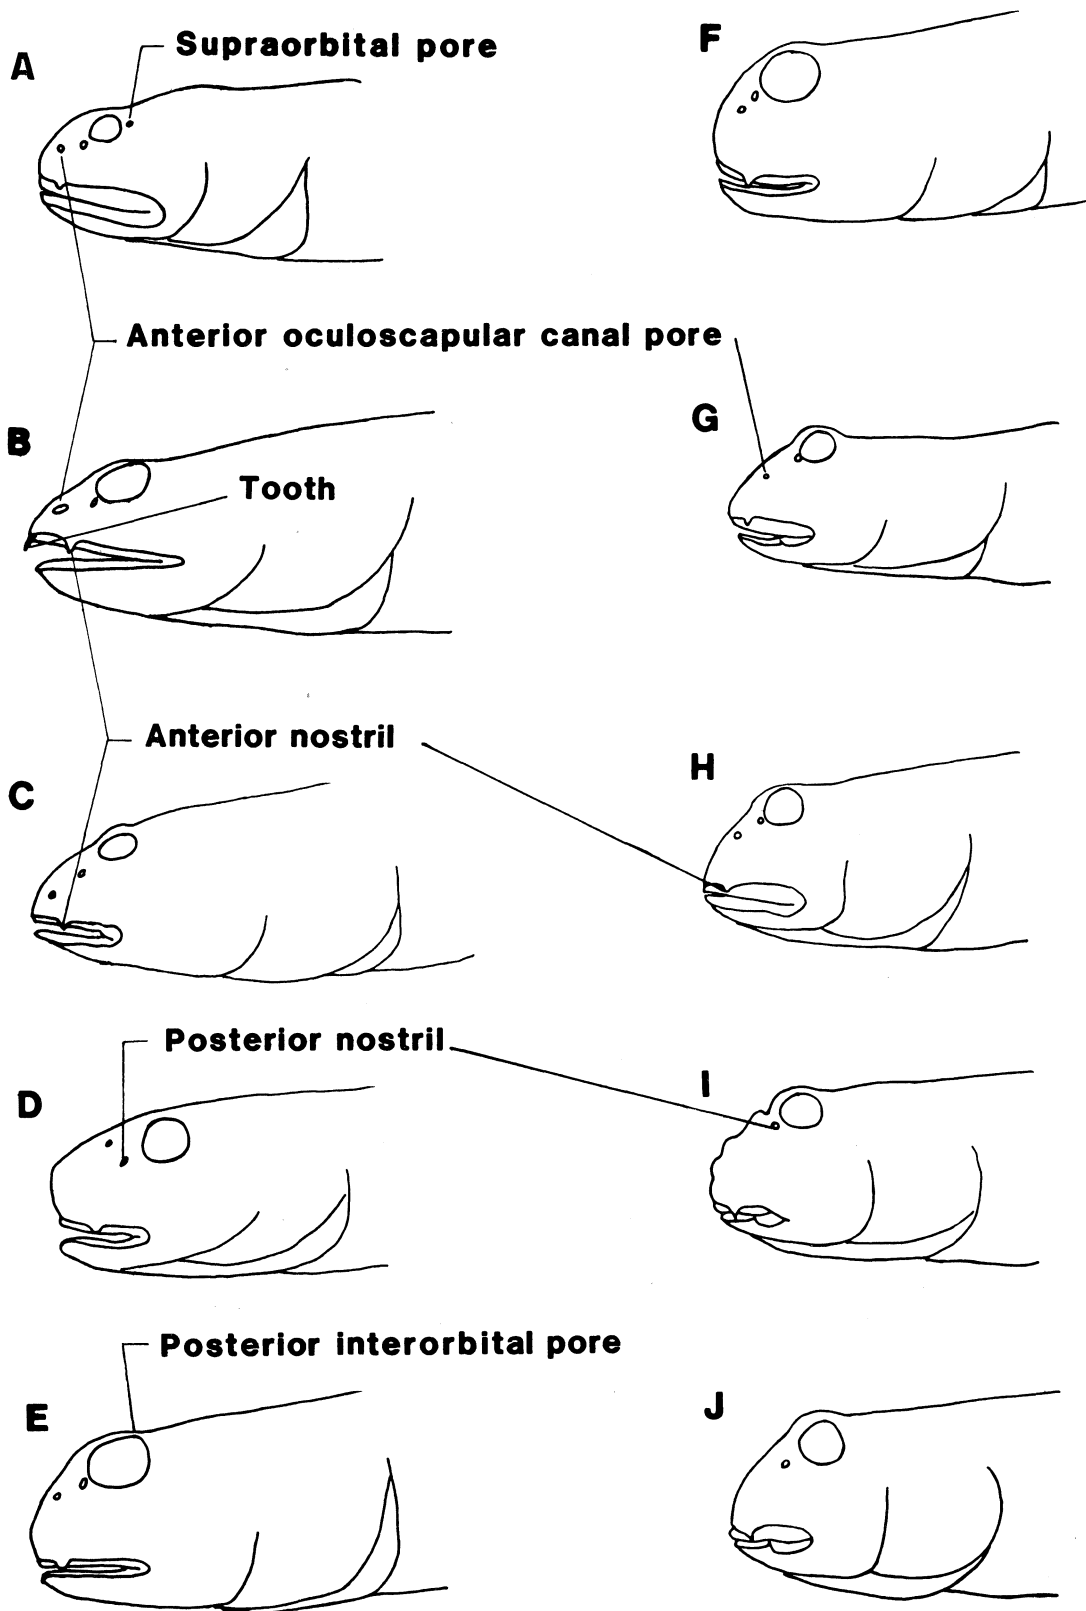 A
Supraorbital pore
F
Anterior oculoscapular canal pore
B
G
Tooth
Anterior nostril
C
H
Posterior nostril
D
I
Posterior interorbital pore
E
J